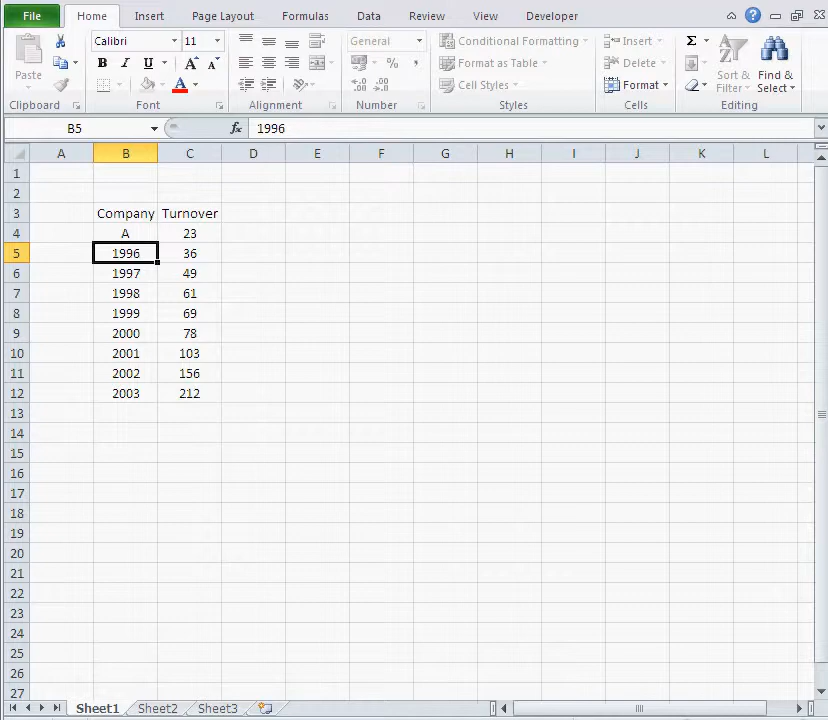 File Home Insert Page Layout Formulas Data Review View Developer
Calibri 11 General Conditional Formatting Insert Σ
Paste B I U A A % , Format as Table Delete Sort & Filter Find & Select
A Cell Styles Format
Clipboard Font Alignment Number Styles Cells Editing
B5 fx 1996
A B C D E F G H I J K L
1
2
3 Company Turnover
4 A 23
5 1996 36
6 1997 49
7 1998 61
8 1999 69
9 2000 78
10 2001 103
11 2002 156
12 2003 212
13
14
15
16
17
18
19
20
21
22
23
24
25
26
27
Sheet1 Sheet2 Sheet3